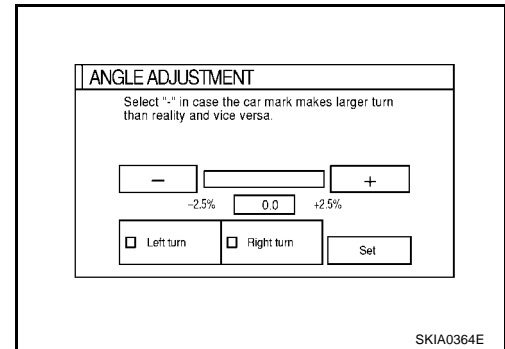 ANGLE ADJUSTMENT
Select "-" in case the car mark makes larger turn
than reality and vice versa.
− +
−2.5% 0.0 +2.5%
Left turn Right turn Set
SKIA0364E